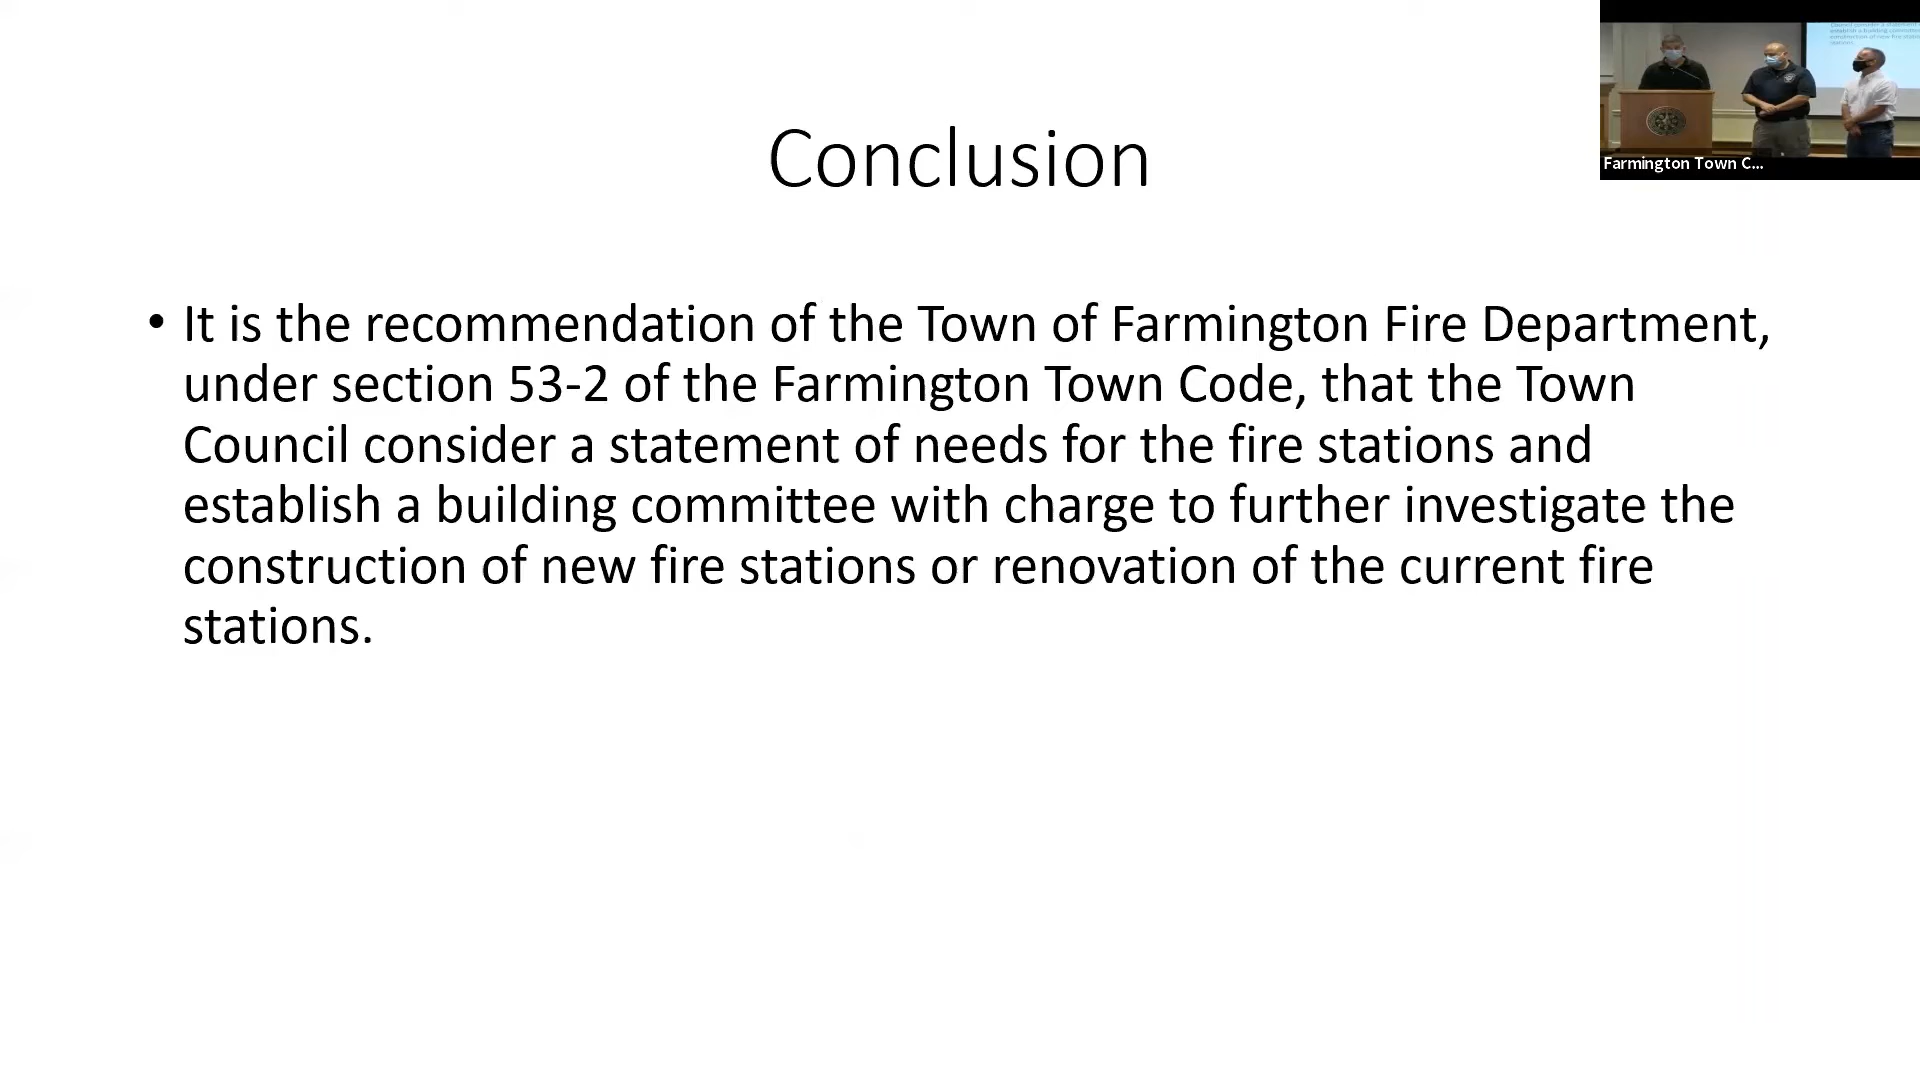 Conclusion
• It is the recommendation of the Town of Farmington Fire Department,
under section 53-2 of the Farmington Town Code, that the Town
Council consider a statement of needs for the fire stations and
establish a building committee with charge to further investigate the
construction of new fire stations or renovation of the current fire
stations.
Farmington Town C...